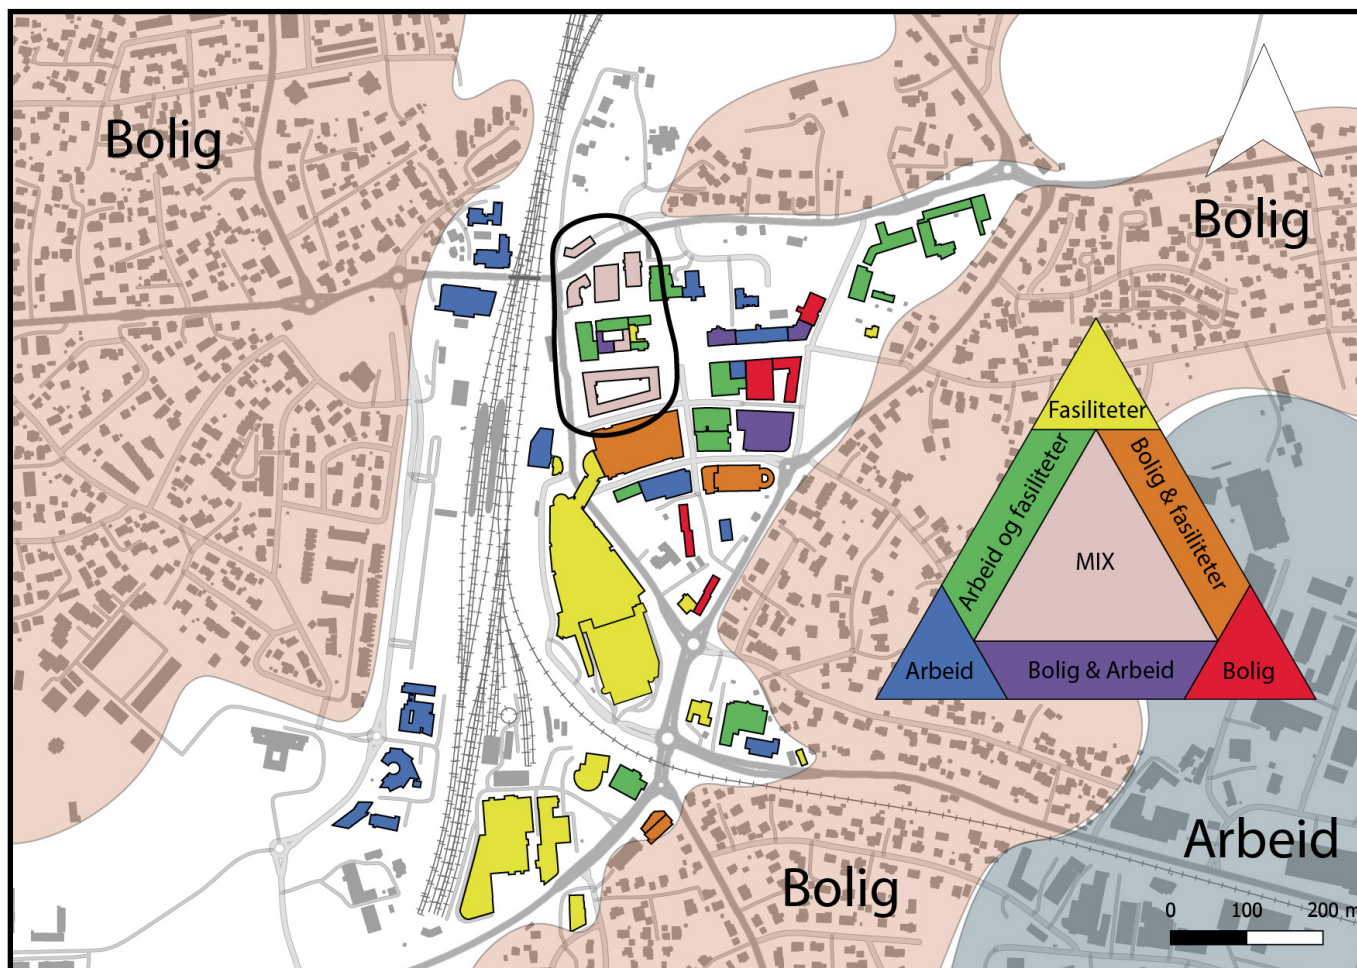 Bolig
Bolig
Fasiliteter
Arbeid og fasiliteter
Bolig & fasiliteter
MIX
Arbeid
Bolig & Arbeid
Bolig
Arbeid
Bolig
0 100 200 m